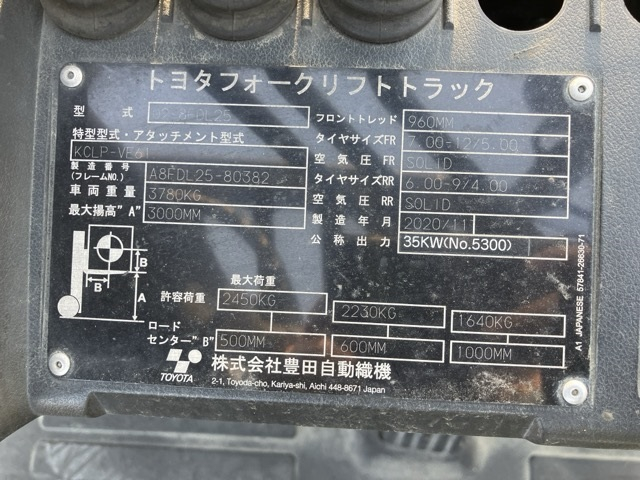 トヨタフォークリフトトラック
型 式 8FDL25 フロントトレッド 960MM
特型型式・アタッチメント型式 タイヤサイズFR 7.00-12/5.00
KCLP-VE61 空 気 圧 FR SOLID
製造番号
(フレームNO.) A8FDL25-80382 タイヤサイズRR 6.00-9/4.00
車両重量 3780KG 空 気 圧 RR SOLID
最大揚高"A" 3000MM 製 造 年 月 2020/11
公 称 出 力 35KW(No.5300)
B
B
A
最大荷重
許容荷重 2450KG 2230KG 1640KG
ロード
センター"B" 500MM 600MM 1000MM
TOYOTA 株式会社豊田自動織機
2-1, Toyoda-cho, Kariya-shi, Aichi 448-8671 Japan
A1 JAPANESE 57841-26630-71